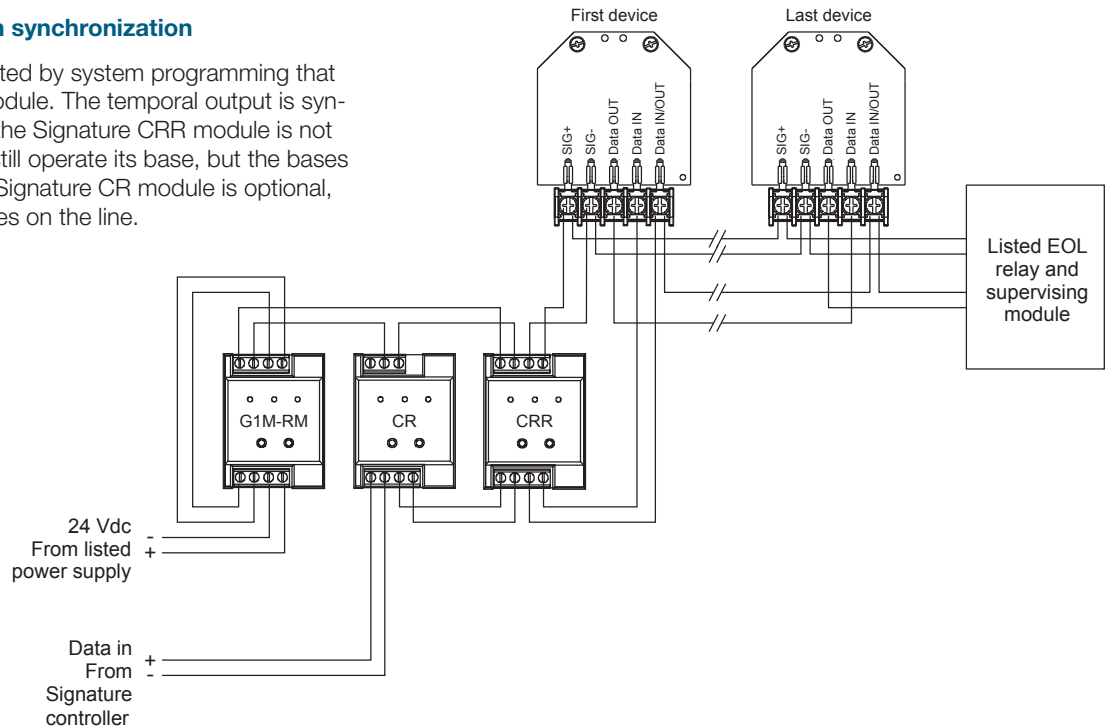 n synchronization
ted by system programming that
odule. The temporal output is syn-
the Signature CRR module is not
still operate its base, but the bases
Signature CR module is optional,
es on the line.
First device
Last device
SIG+
SIG-
Data OUT
Data IN
Data IN/OUT
SIG+
SIG-
Data OUT
Data IN
Data IN/OUT
Listed EOL
relay and
supervising
module
G1M-RM
CR
CRR
24 Vdc -
From listed +
power supply
Data in +
From -
Signature
controller